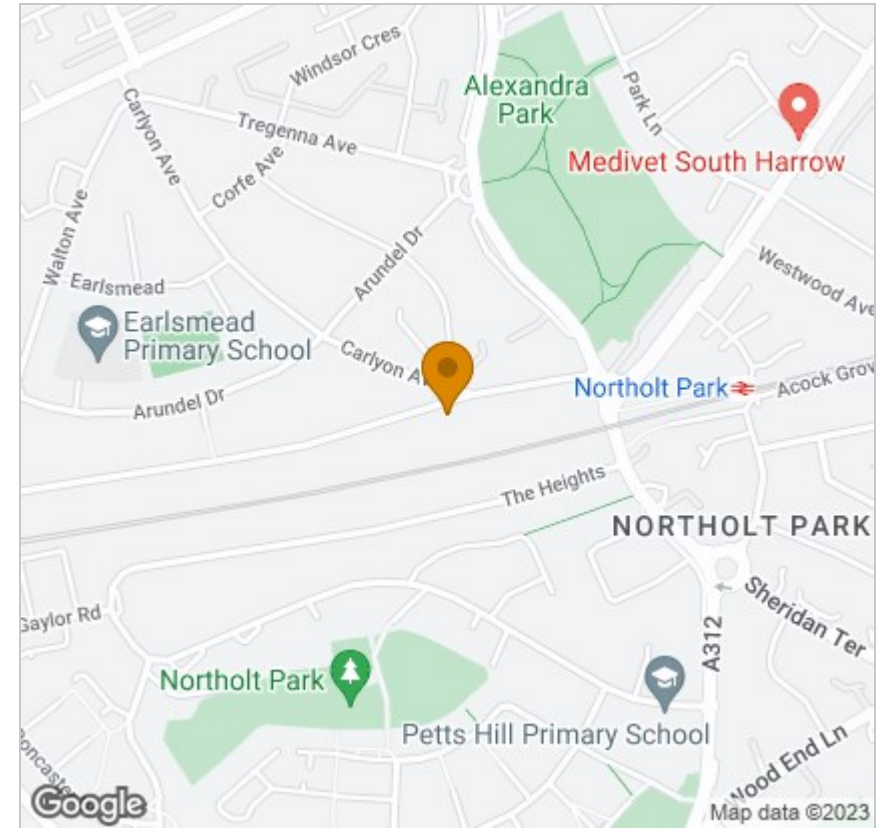 Windsor Cres
Alexandra
Park
Park Ln
Carlyon Ave
Tregenna Ave
Medivet South Harrow
Corfe Ave
Walton Ave
Arundel Dr
Westwood Ave
Earlsmead
Earlsmead
Primary School
Carlyon A
Northolt Park
Acock Grov
Arundel Dr
The Heights
NORTHOLT PARK
Gaylor Rd
Sheridan Ter
A312
Northolt Park
Petts Hill Primary School
Doncaste
Wood End Ln
Google
Map data ©2023